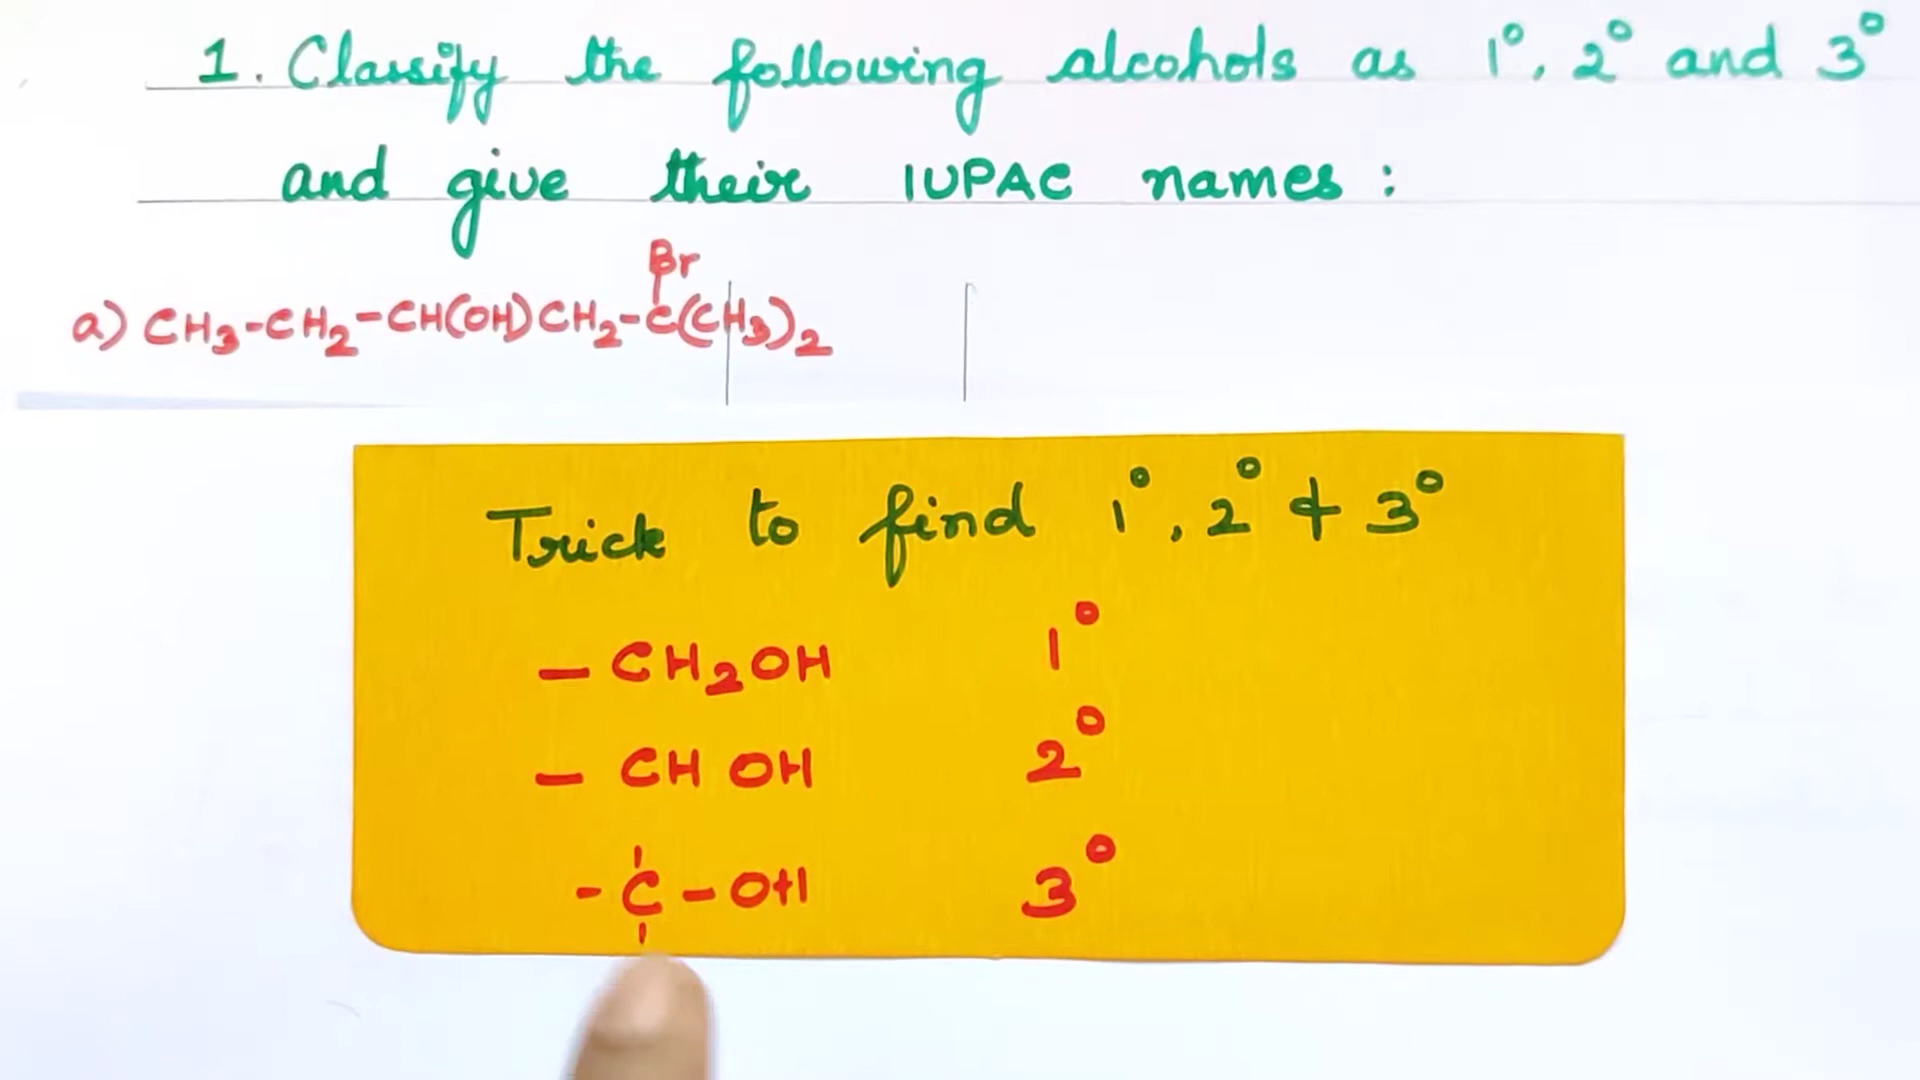 1. Classify the following alcohols as 1°, 2° and 3°
and give their IUPAC names :
Br
a) CH₃-CH₂-CH(OH)CH₂-C(CH₃)₂
Trick to find 1°, 2° & 3°
– CH₂OH 1°
– CH OH 2°
- C – OH 3°